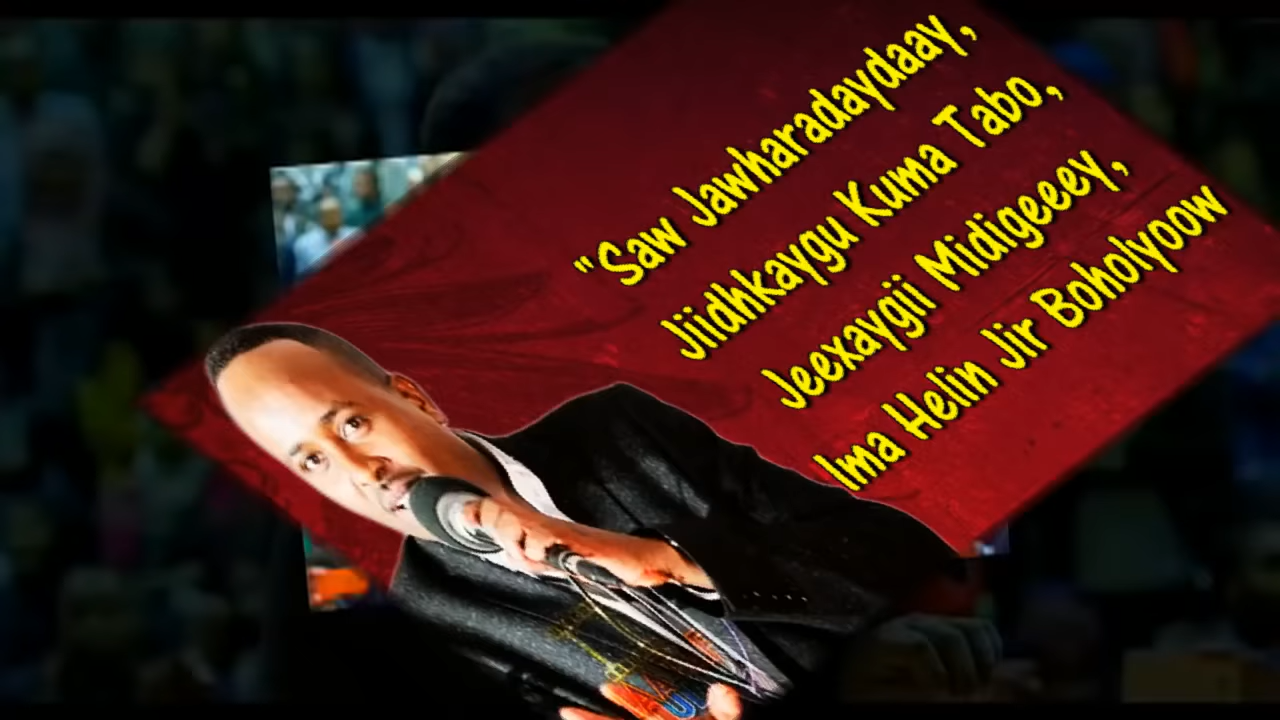 "Saw Jawharadaydaay,
Jiidhkaygu Kuma Tabo,
Jeexaygii Midigeeey,
Ima Helin Jir Boholyoow